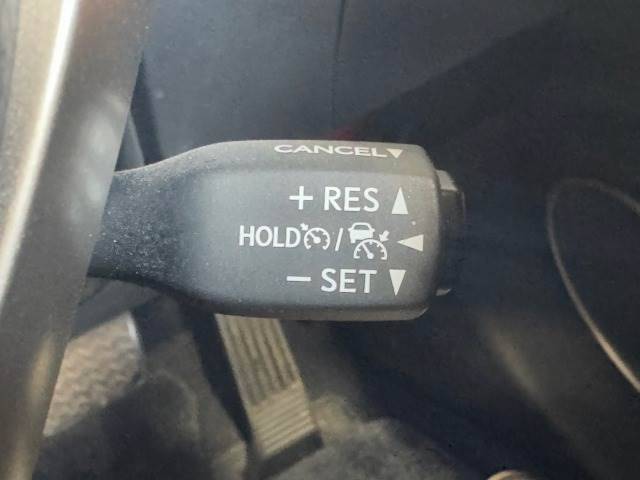 CANCEL▼
+ RES ▲
HOLD / ◀
− SET ▼